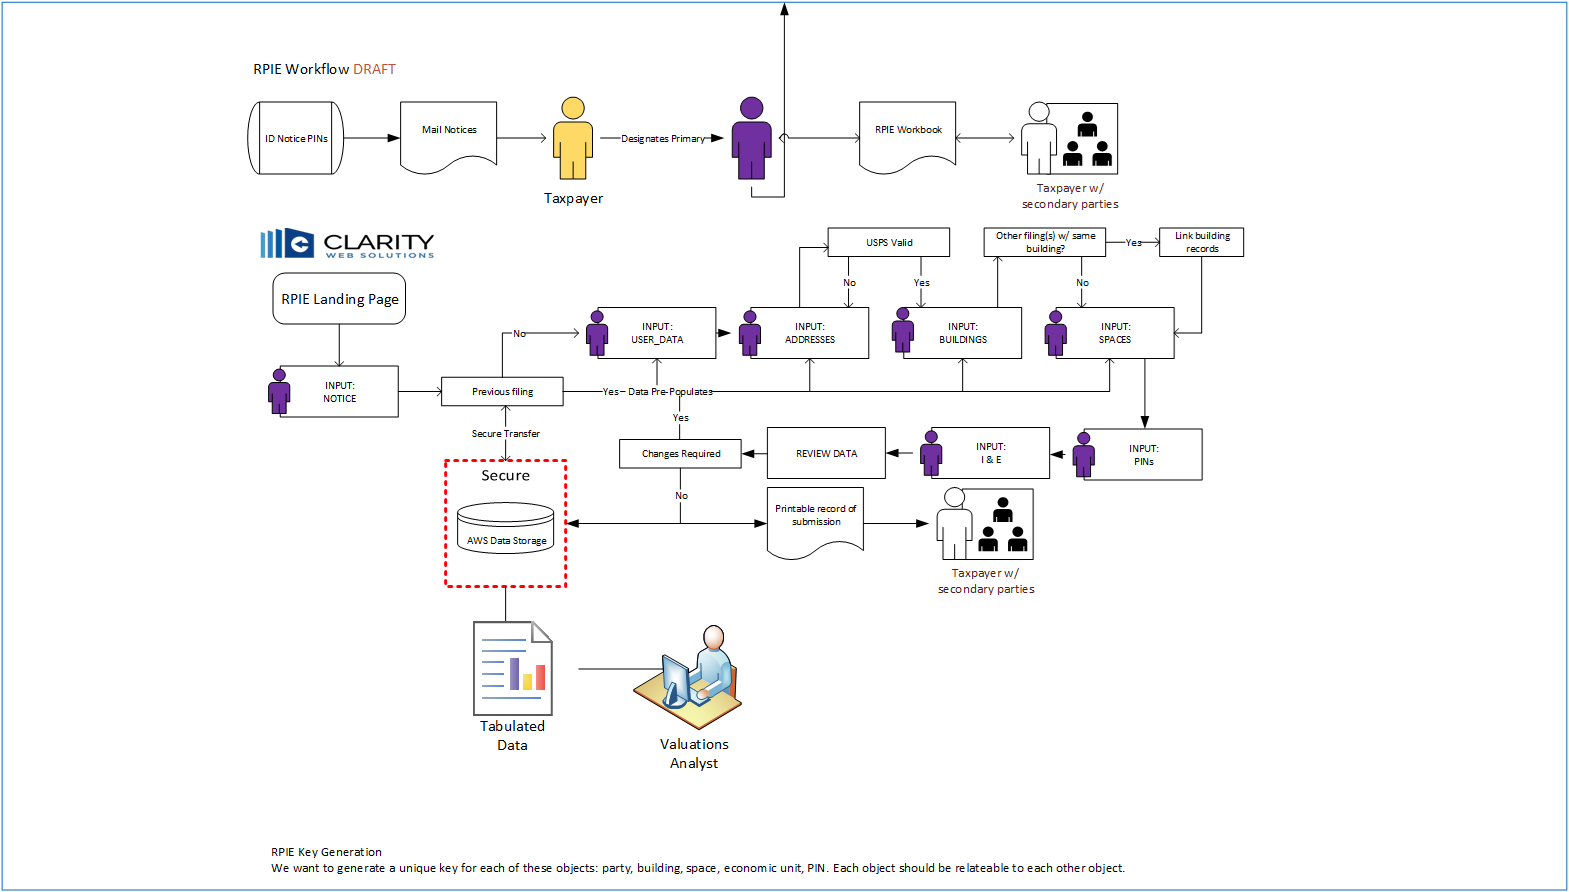 RPIE Workflow DRAFT
ID Notice PINs
Mail Notices
Taxpayer
Designates Primary
RPIE Workbook
Taxpayer w/
secondary parties
CLARITY
WEB SOLUTIONS
USPS Valid
Other filing(s) w/ same
building?
Yes
Link building
records
No
Yes
No
RPIE Landing Page
No
INPUT:
USER_DATA
INPUT:
ADDRESSES
INPUT:
BUILDINGS
INPUT:
SPACES
INPUT:
NOTICE
Previous filing
Yes – Data Pre-Populates
Yes
Secure Transfer
Changes Required
REVIEW DATA
INPUT:
I & E
INPUT:
PINs
Secure
No
AWS Data Storage
Printable record of
submission
Taxpayer w/
secondary parties
Tabulated
Data
Valuations
Analyst
RPIE Key Generation
We want to generate a unique key for each of these objects: party, building, space, economic unit, PIN. Each object should be relateable to each other object.